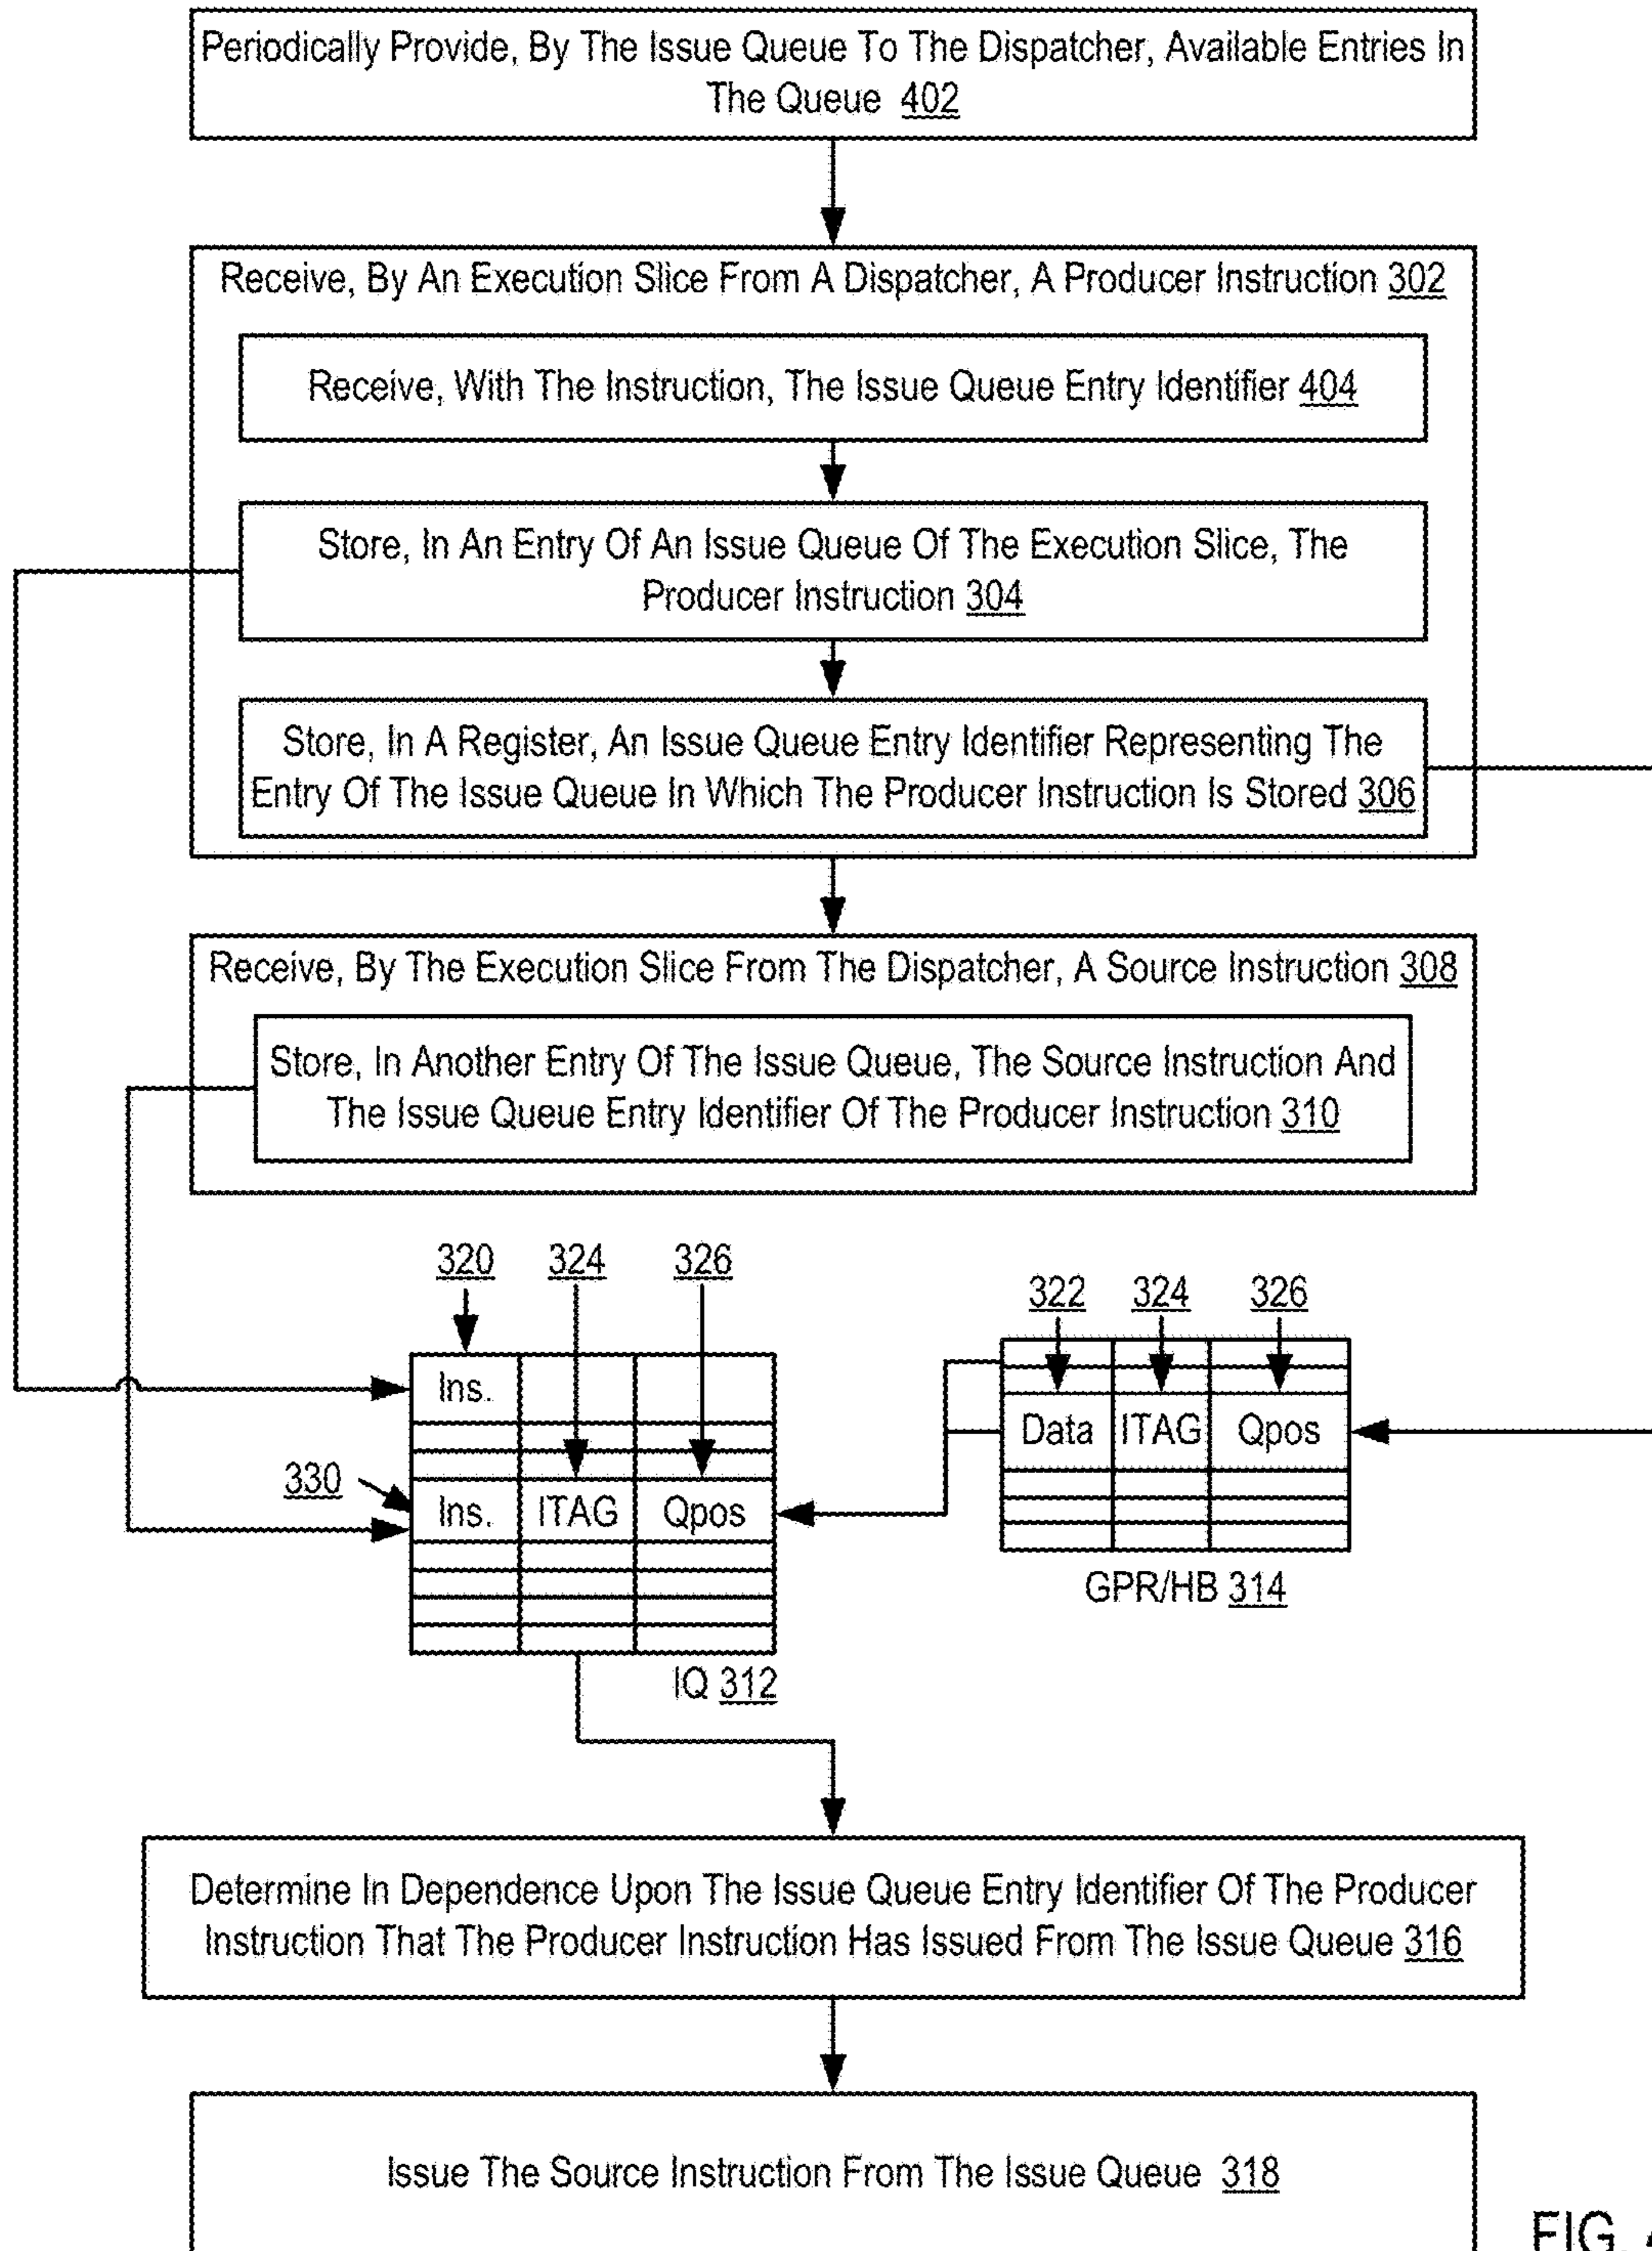 Periodically Provide, By The Issue Queue To The Dispatcher, Available Entries In
The Queue 402
Receive, By An Execution Slice From A Dispatcher, A Producer Instruction 302
Receive, With The Instruction, The Issue Queue Entry Identifier 404
Store, In An Entry Of An Issue Queue Of The Execution Slice, The
Producer Instruction 304
Store, In A Register, An Issue Queue Entry Identifier Representing The
Entry Of The Issue Queue In Which The Producer Instruction Is Stored 306
Receive, By The Execution Slice From The Dispatcher, A Source Instruction 308
Store, In Another Entry Of The Issue Queue, The Source Instruction And
The Issue Queue Entry Identifier Of The Producer Instruction 310
320 324 326
322 324 326
Ins.
Data ITAG Qpos
330
Ins. ITAG Qpos
GPR/HB 314
IQ 312
Determine In Dependence Upon The Issue Queue Entry Identifier Of The Producer
Instruction That The Producer Instruction Has Issued From The Issue Queue 316
Issue The Source Instruction From The Issue Queue 318
FIG.